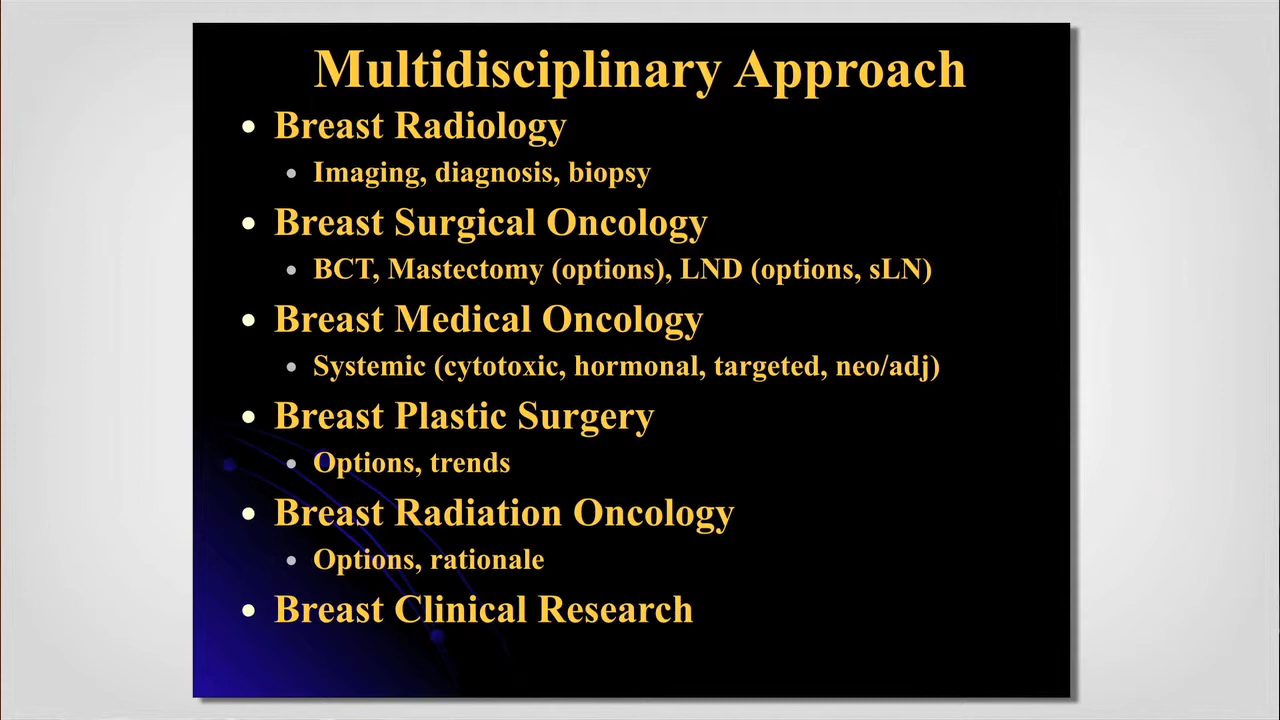 Multidisciplinary Approach
• Breast Radiology
• Imaging, diagnosis, biopsy
• Breast Surgical Oncology
• BCT, Mastectomy (options), LND (options, sLN)
• Breast Medical Oncology
• Systemic (cytotoxic, hormonal, targeted, neo/adj)
• Breast Plastic Surgery
• Options, trends
• Breast Radiation Oncology
• Options, rationale
• Breast Clinical Research